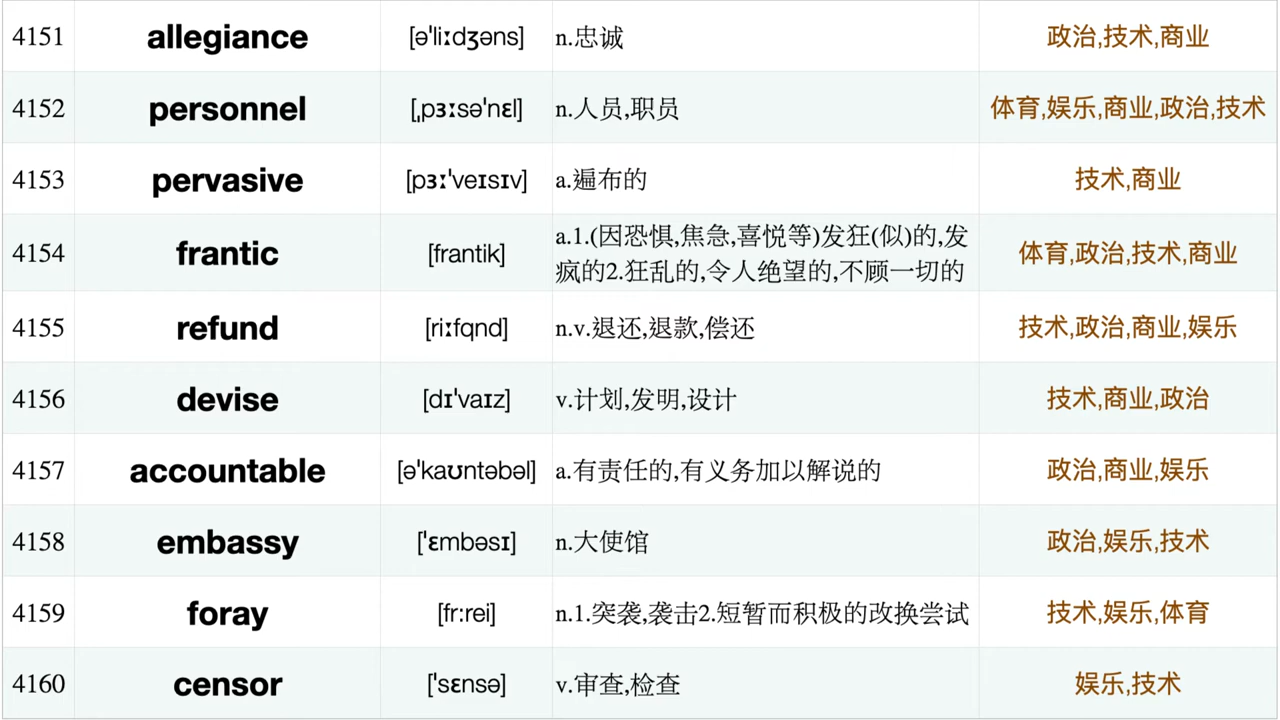 4151 allegiance [ə'liːdʒəns] n.忠诚 政治,技术,商业
4152 personnel [ˌpɜːsə'nɛl] n.人员,职员 体育,娱乐,商业,政治,技术
4153 pervasive [pɜː'veɪsɪv] a.遍布的 技术,商业
4154 frantic [frantik] a.1.(因恐惧,焦急,喜悦等)发狂(似)的,发
疯的2.狂乱的,令人绝望的,不顾一切的 体育,政治,技术,商业
4155 refund [riːfqnd] n.v.退还,退款,偿还 技术,政治,商业,娱乐
4156 devise [dɪ'vaɪz] v.计划,发明,设计 技术,商业,政治
4157 accountable [ə'kaʊntəbəl] a.有责任的,有义务加以解说的 政治,商业,娱乐
4158 embassy ['ɛmbəsɪ] n.大使馆 政治,娱乐,技术
4159 foray [fr:rei] n.1.突袭,袭击2.短暂而积极的改换尝试 技术,娱乐,体育
4160 censor ['sɛnsə] v.审查,检查 娱乐,技术